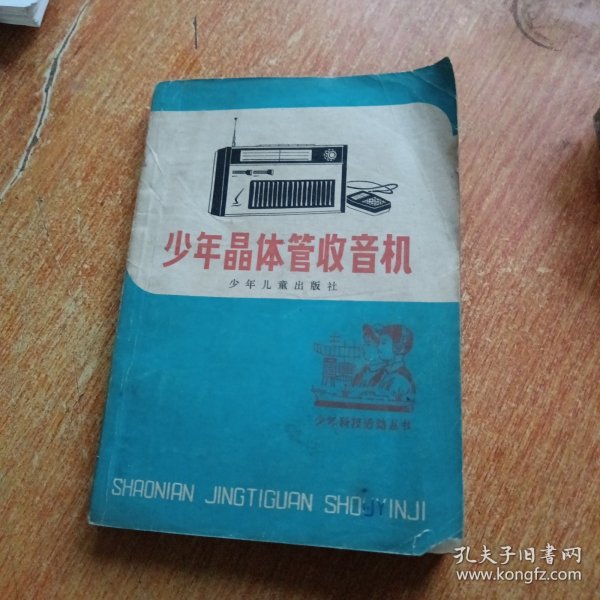 少年晶体管收音机
少年儿童出版社
少年科技活动丛书
SHAONIAN JINGTIGUAN SHOUYINJI
孔夫子旧书网
www.kongfz.com